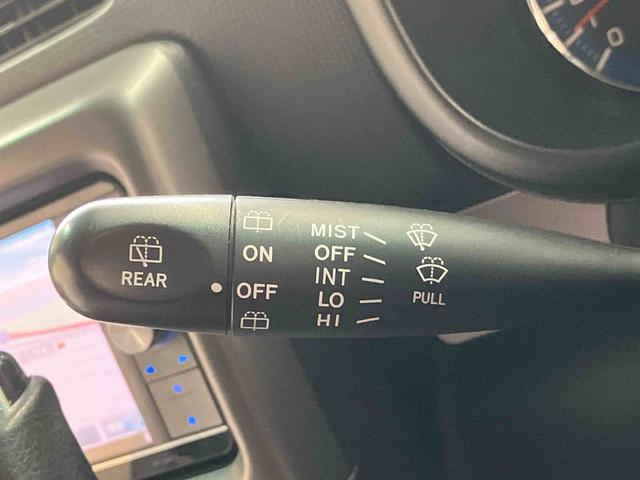 REAR
ON
OFF
MIST
OFF
INT
LO
HI
PULL